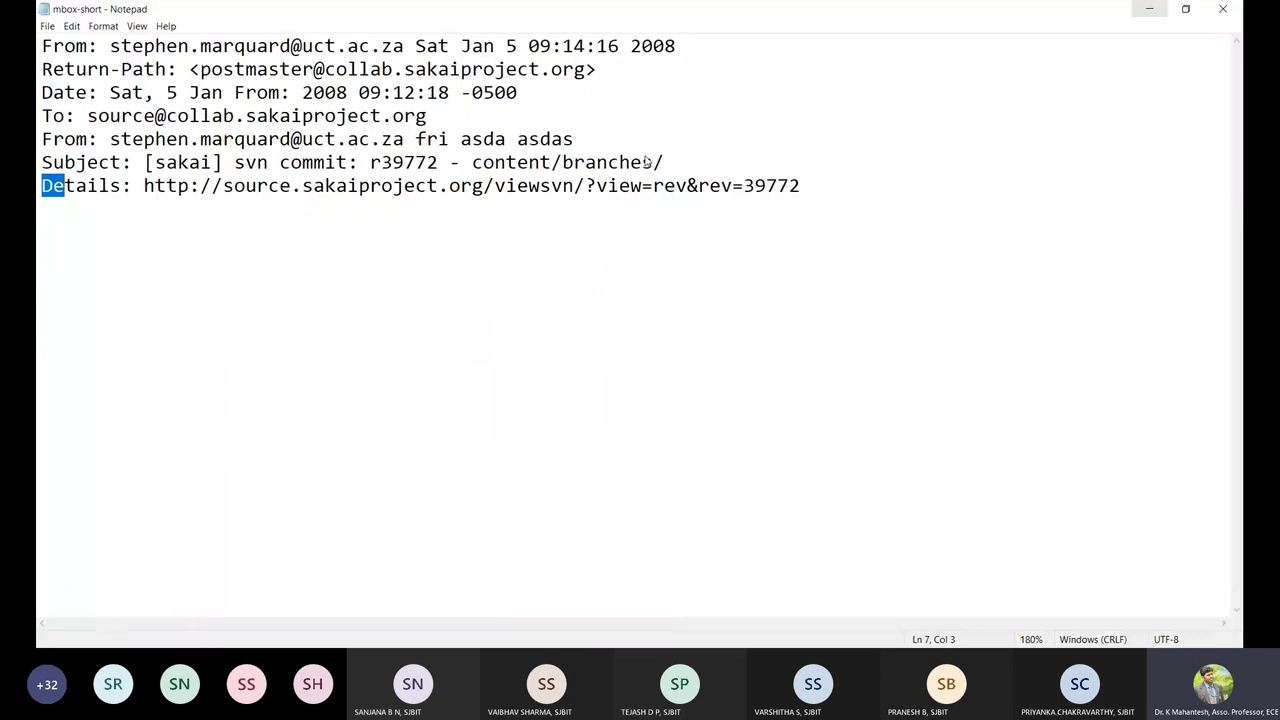 mbox-short - Notepad
File Edit Format View Help
From: stephen.marquard@uct.ac.za Sat Jan 5 09:14:16 2008
Return-Path: <postmaster@collab.sakaiproject.org>
Date: Sat, 5 Jan From: 2008 09:12:18 -0500
To: source@collab.sakaiproject.org
From: stephen.marquard@uct.ac.za fri asda asdas
Subject: [sakai] svn commit: r39772 - content/branches/
Details: http://source.sakaiproject.org/viewsvn/?view=rev&rev=39772
Ln 7, Col 3 180% Windows (CRLF) UTF-8
+32 SR SN SS SH SN SS SP SS SB SC
SANJANA B N, SJBIT VAIBHAV SHARMA, SJBIT TEJASH D P, SJBIT VARSHITHA S, SJBIT PRANESH B, SJBIT PRIYANKA CHAKRAVARTHY, SJBIT Dr. K Mahantesh, Asso. Professor, ECE